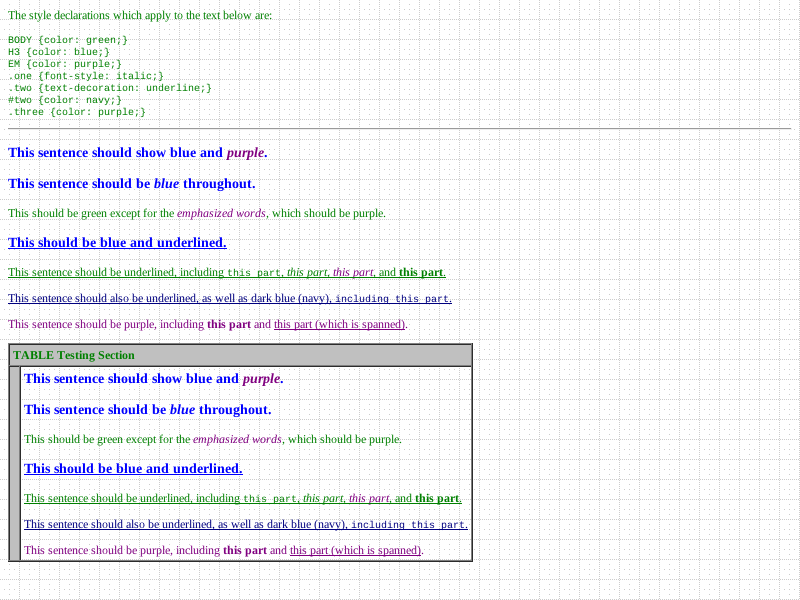 The style declarations which apply to the text below are:
BODY {color: green;}
H3 {color: blue;}
EM {color: purple;}
.one {font-style: italic;}
.two {text-decoration: underline;}
#two {color: navy;}
.three {color: purple;}
This sentence should show blue and purple.
This sentence should be blue throughout.
This should be green except for the emphasized words, which should be purple.
This should be blue and underlined.
This sentence should be underlined, including this part, this part, this part, and this part.
This sentence should also be underlined, as well as dark blue (navy), including this part.
This sentence should be purple, including this part and this part (which is spanned).
TABLE Testing Section
This sentence should show blue and purple.
This sentence should be blue throughout.
This should be green except for the emphasized words, which should be purple.
This should be blue and underlined.
This sentence should be underlined, including this part, this part, this part, and this part.
This sentence should also be underlined, as well as dark blue (navy), including this part.
This sentence should be purple, including this part and this part (which is spanned).